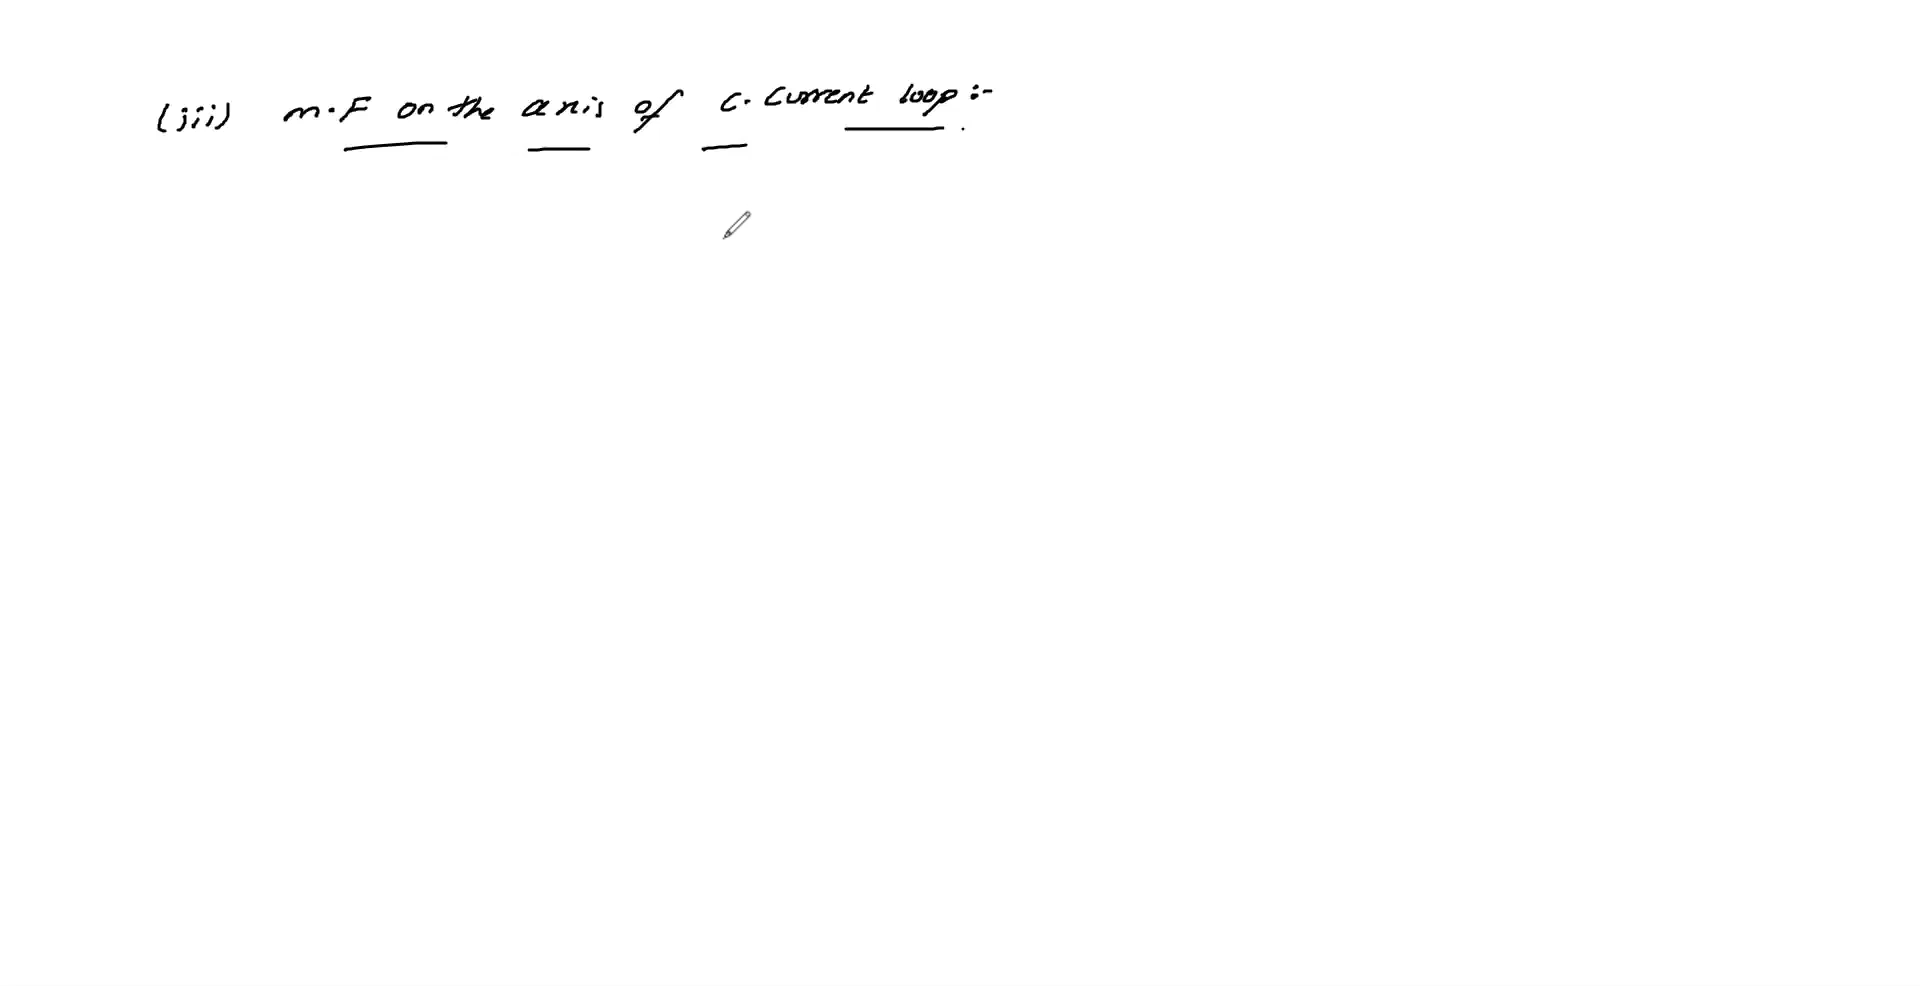 (iii) m.F on the axis of C. Current loop :-